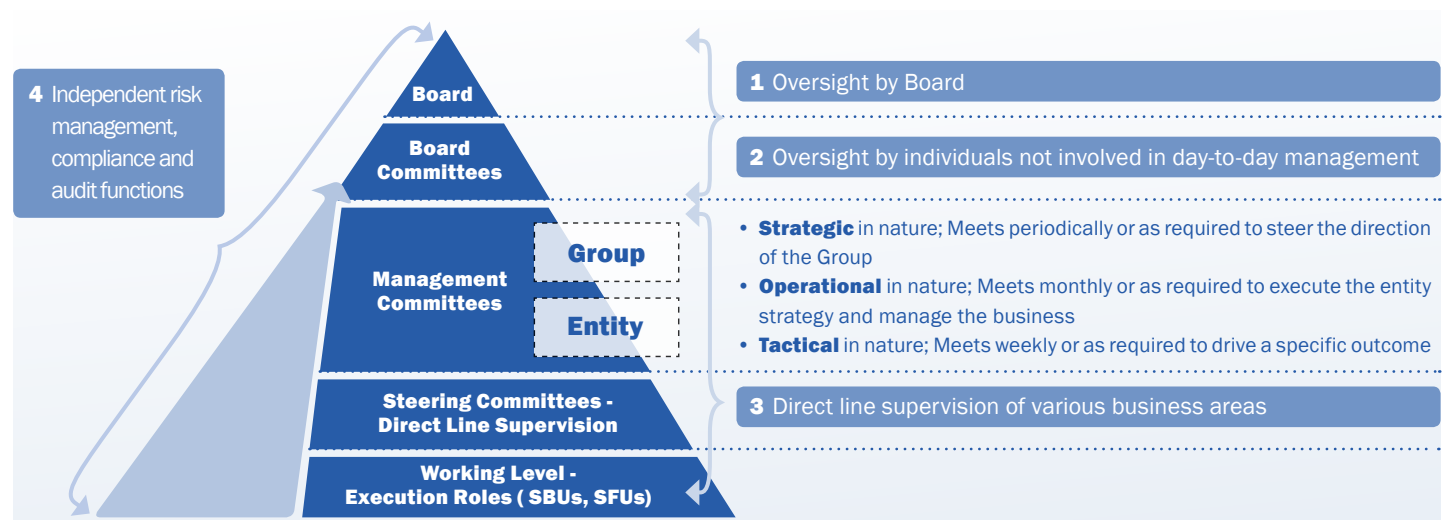 4 Independent risk
management,
compliance and
audit functions
Board
Board
Committees
Management
Committees
Group
Entity
Steering Committees -
Direct Line Supervision
Working Level -
Execution Roles ( SBUs, SFUs)
1 Oversight by Board
2 Oversight by individuals not involved in day-to-day management
• Strategic in nature; Meets periodically or as required to steer the direction
of the Group
• Operational in nature; Meets monthly or as required to execute the entity
strategy and manage the business
• Tactical in nature; Meets weekly or as required to drive a specific outcome
3 Direct line supervision of various business areas